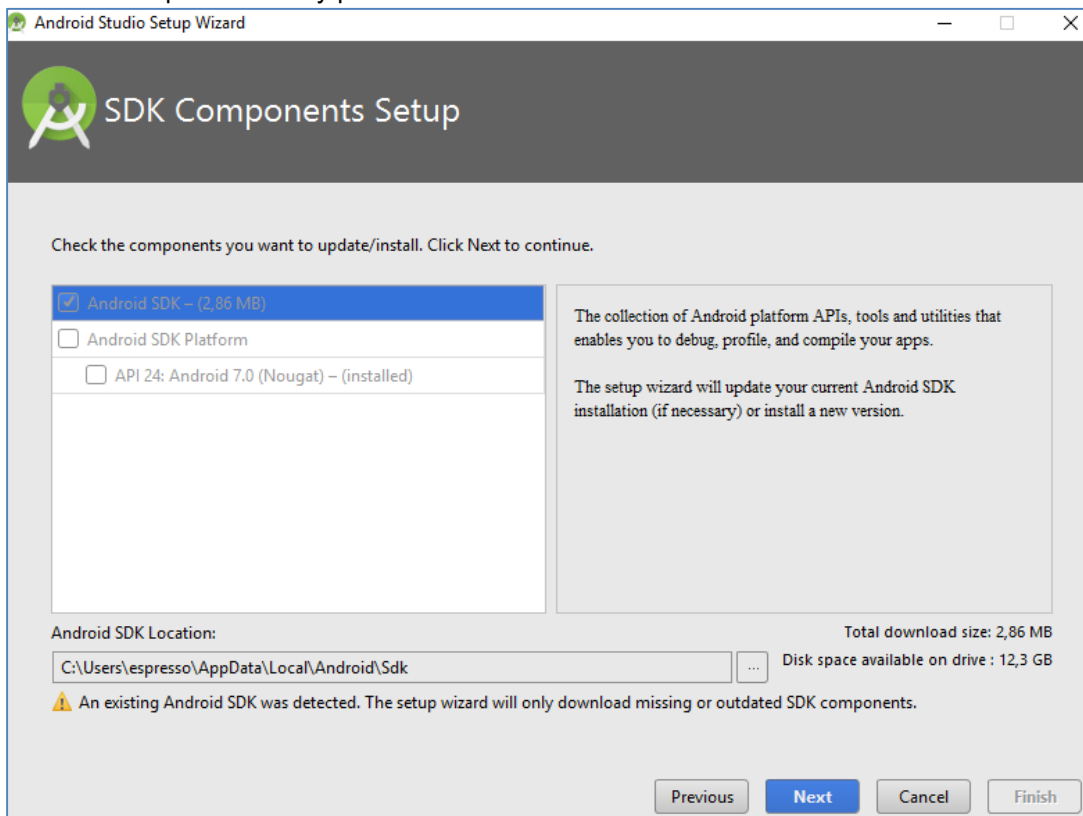 Android Studio Setup Wizard
SDK Components Setup
Check the components you want to update/install. Click Next to continue.
Android SDK – (2,86 MB)
Android SDK Platform
API 24: Android 7.0 (Nougat) – (installed)
The collection of Android platform APIs, tools and utilities that
enables you to debug, profile, and compile your apps.
The setup wizard will update your current Android SDK
installation (if necessary) or install a new version.
Android SDK Location:
Total download size: 2,86 MB
C:\Users\espresso\AppData\Local\Android\Sdk
...
Disk space available on drive : 12,3 GB
An existing Android SDK was detected. The setup wizard will only download missing or outdated SDK components.
Previous
Next
Cancel
Finish